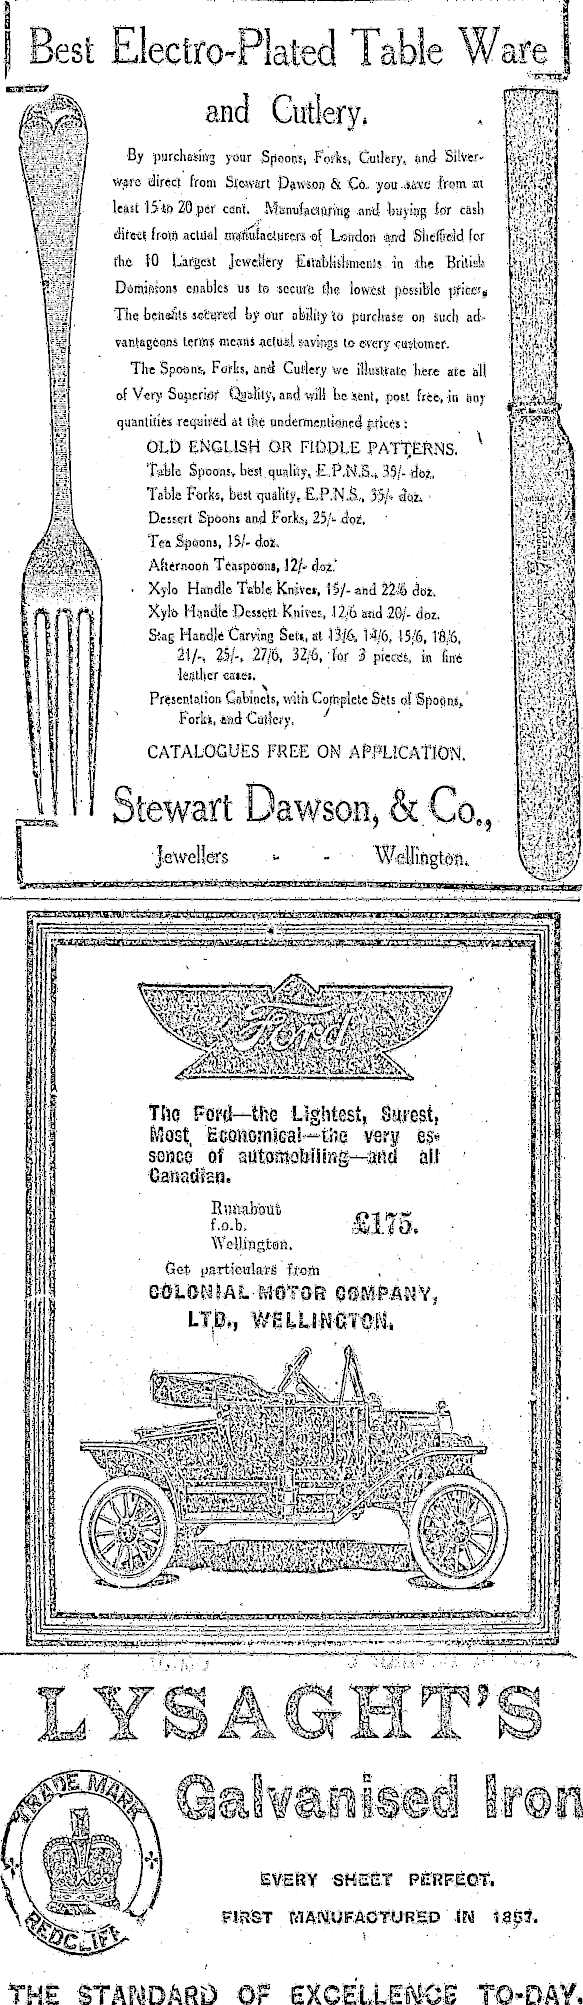 Best Electro-Plated Table Ware
and Cutlery.
By purchasing your Spoons, Forks, Cutlery, and Silver-
ware direct from Stewart Dawson & Co. you save from at
least 15 to 20 per cent. Manufacturing and buying for cash
direct from actual manufacturers of London and Sheffield for
the 10 Largest Jewellery Establishments in the British
Dominions enables us to secure the lowest possible prices.
The benefits secured by our ability to purchase on such ad-
vantageous terms means actual savings to every customer.
The Spoons, Forks, and Cutlery we illustrate here are all
of Very Superior Quality, and will be sent, post free, in any
quantities required at the undermentioned prices:
OLD ENGLISH OR FIDDLE PATTERNS.
Table Spoons, best quality, E.P.N.S., 35/- doz.
Table Forks, best quality, E.P.N.S., 35/- doz.
Dessert Spoons and Forks, 25/- doz.
Tea Spoons, 15/- doz.
Afternoon Teaspoons, 12/- doz.
Xylo Handle Table Knives, 15/- and 22/6 doz.
Xylo Handle Dessert Knives, 12/6 and 20/- doz.
Stag Handle Carving Sets, at 13/6, 14/6, 15/6, 18/6,
21/-, 25/-, 27/6, 32/6, for 3 pieces, in fine
leather cases.
Presentation Cabinets, with Complete Sets of Spoons,
Forks, and Cutlery.
CATALOGUES FREE ON APPLICATION.
Stewart Dawson, & Co.,
Jewellers - - Wellington.
Ford
The Ford—the Lightest, Surest,
Most Economical—the very es-
sence of automobiling—and all
Canadian.
Runabout
f.o.b. £175.
Wellington.
Get particulars from
COLONIAL MOTOR COMPANY,
LTD., WELLINGTON.
LYSAGHT'S
TRADE MARK
REDCLIFFE
Galvanised Iron
EVERY SHEET PERFECT.
FIRST MANUFACTURED IN 1857.
THE STANDARD OF EXCELLENCE TO-DAY.